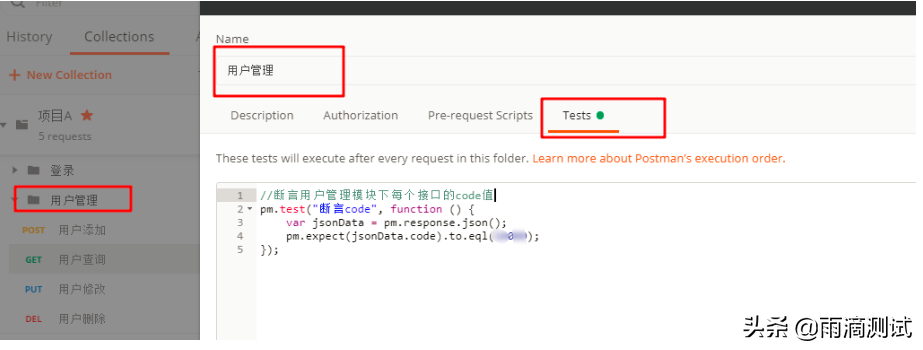 Filter
History
Collections
A
New Collection
项目A
5 requests
登录
用户管理
POST 用户添加
GET 用户查询
PUT 用户修改
DEL 用户删除
Name
用户管理
Description Authorization Pre-request Scripts Tests
These tests will execute after every request in this folder. Learn more about Postman's execution order.
1 //断言用户管理模块下每个接口的code值
2 pm.test("断言code", function () {
3 var jsonData = pm.response.json();
4 pm.expect(jsonData.code).to.eql( );
5 });
头条 @雨滴测试